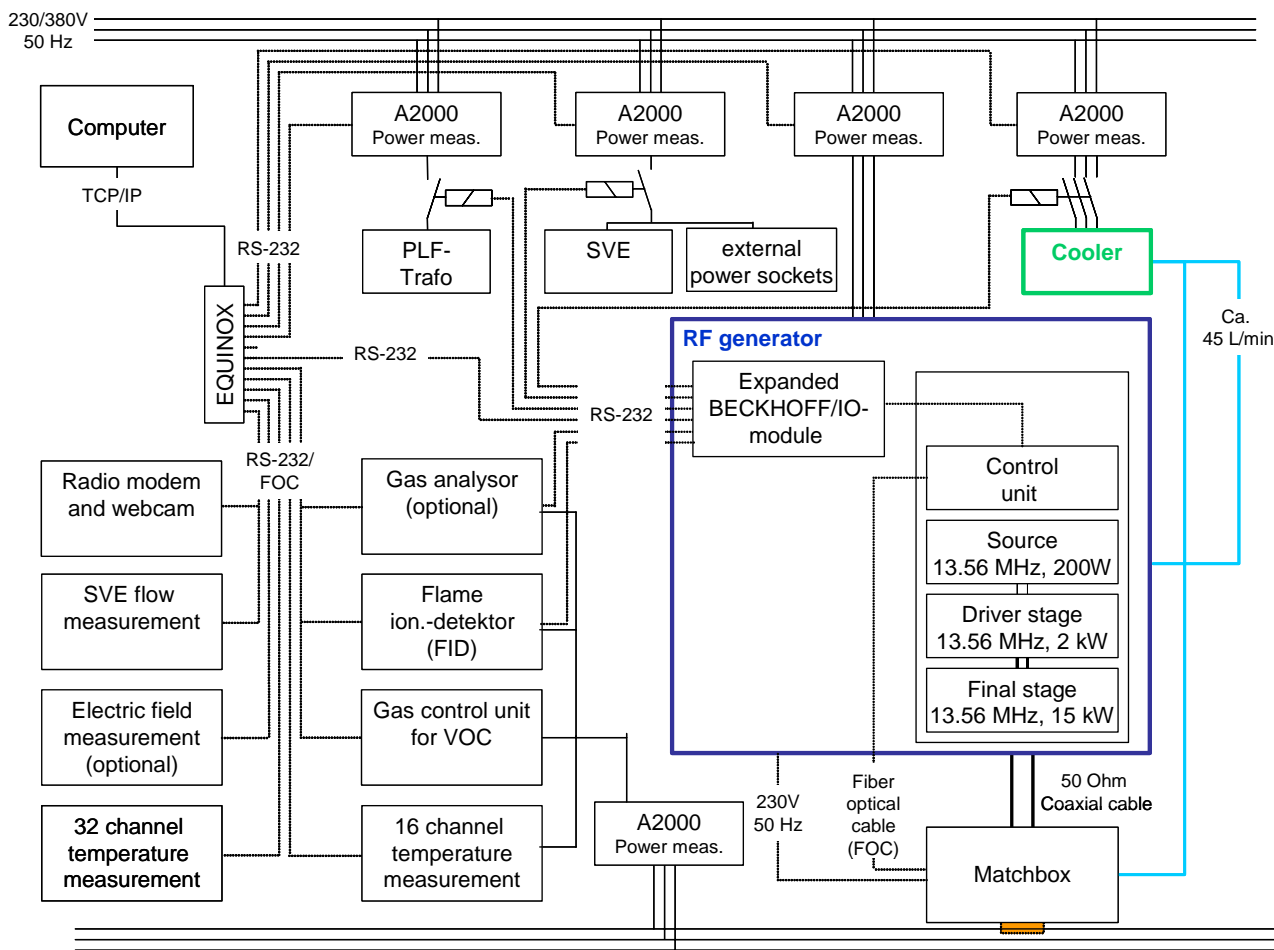 230/380V
50 Hz
Computer
A2000
Power meas.
A2000
Power meas.
A2000
Power meas.
A2000
Power meas.
TCP/IP
RS-232
PLF-
Trafo
SVE
external
power sockets
Cooler
Ca.
45 L/min
EQUINOX
RS-232
RS-232
RF generator
Expanded
BECKHOFF/IO-
module
Control
unit
Source
13.56 MHz, 200W
Driver stage
13.56 MHz, 2 kW
Final stage
13.56 MHz, 15 kW
RS-232/
FOC
Radio modem
and webcam
Gas analysor
(optional)
SVE flow
measurement
Flame
ion.-detektor
(FID)
Electric field
measurement
(optional)
Gas control unit
for VOC
32 channel
temperature
measurement
16 channel
temperature
measurement
A2000
Power meas.
230V
50 Hz
Fiber
optical
cable
(FOC)
50 Ohm
Coaxial cable
Matchbox